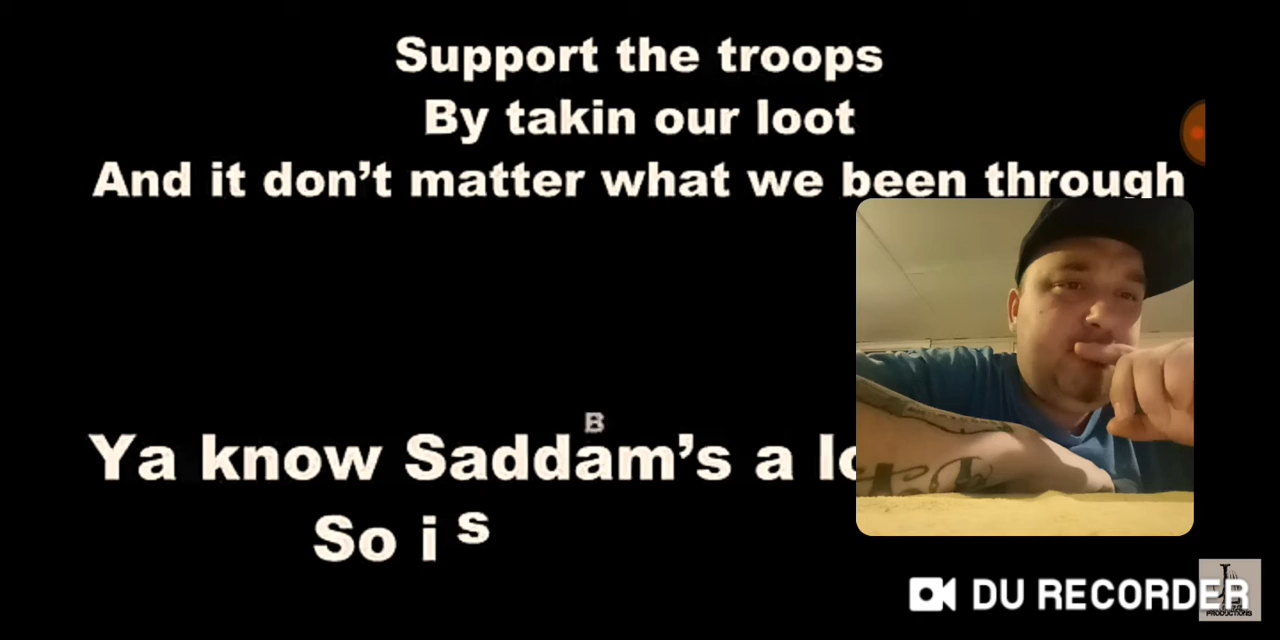 Support the troops
By takin our loot
And it don’t matter what we been through
B
Ya know Saddam’s a
So i s
DU RECORDER
PRODUCTIONS